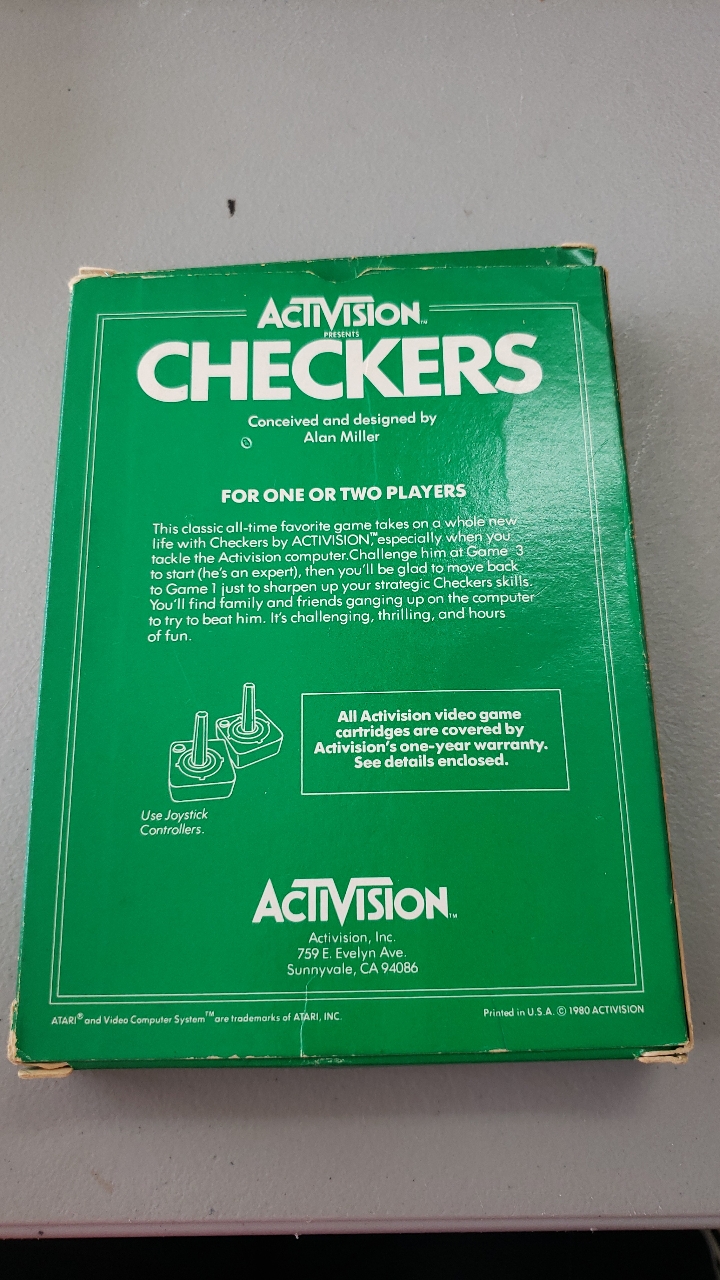 ACTIVISION™
PRESENTS
CHECKERS
Conceived and designed by
Alan Miller
FOR ONE OR TWO PLAYERS
This classic all-time favorite game takes on a whole new
life with Checkers by ACTIVISION,™ especially when you
tackle the Activision computer. Challenge him at Game 3
to start (he's an expert), then you'll be glad to move back
to Game 1 just to sharpen up your strategic Checkers skills.
You'll find family and friends ganging up on the computer
to try to beat him. It's challenging, thrilling, and hours
of fun.
All Activision video game
cartridges are covered by
Activision's one-year warranty.
See details enclosed.
Use Joystick
Controllers.
ACTIVISION™
Activision, Inc.
759 E. Evelyn Ave.
Sunnyvale, CA 94086
ATARI® and Video Computer System™ are trademarks of ATARI, INC.
Printed in U.S.A. © 1980 ACTIVISION